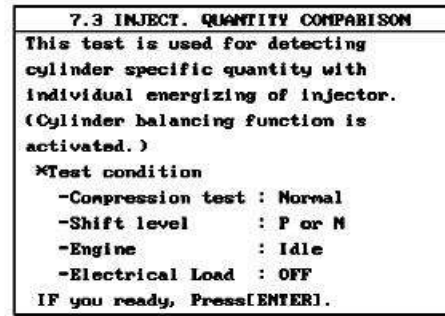 7.3 INJECT. QUANTITY COMPARISON
This test is used for detecting
cylinder specific quantity with
individual energizing of injector.
(Cylinder balancing function is
activated.)
*Test condition
-Compression test : Normal
-Shift level : P or N
-Engine : Idle
-Electrical Load : OFF
IF you ready, Press[ENTER].